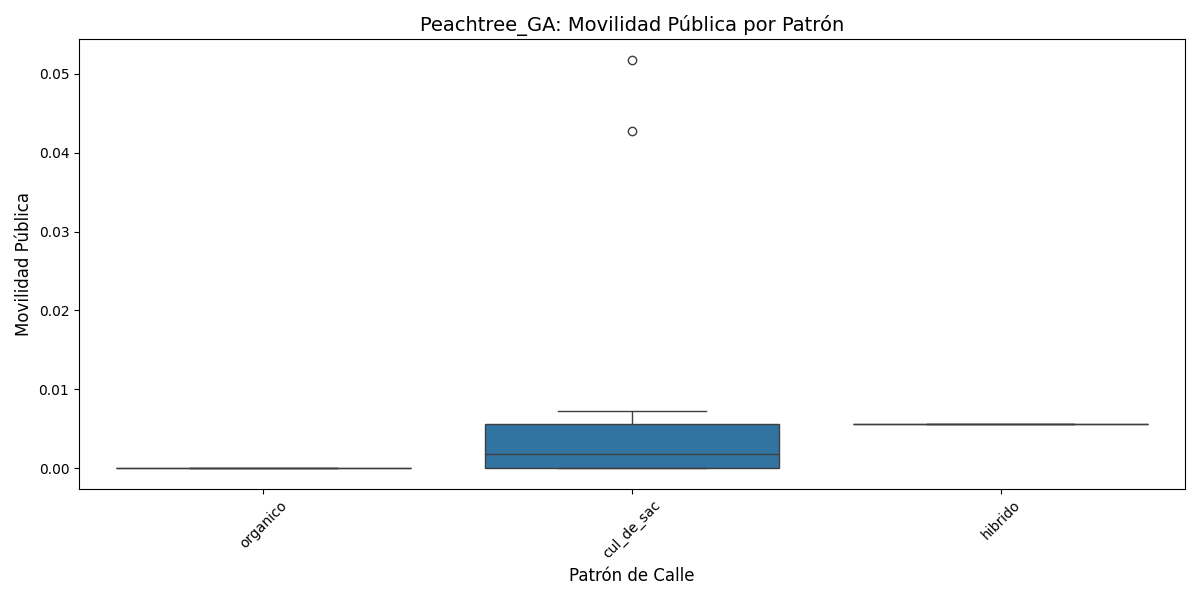 Peachtree_GA: Movilidad Pública por Patrón
Movilidad Pública
0.05
0.04
0.03
0.02
0.01
0.00
organico
cul_de_sac
hibrido
Patrón de Calle